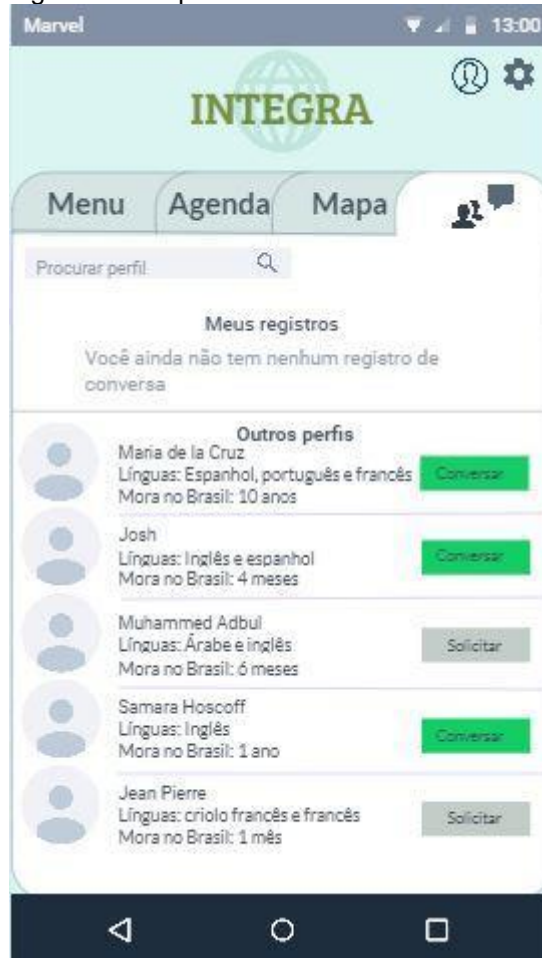 Marvel 13:00
INTEGRA
Menu Agenda Mapa
Procurar perfil
Meus registros
Você ainda não tem nenhum registro de
conversa
Outros perfis
Maria de la Cruz
Línguas: Espanhol, português e francês
Mora no Brasil: 10 anos
Conversar
Josh
Línguas: Inglês e espanhol
Mora no Brasil: 4 meses
Conversar
Muhammed Adbul
Línguas: Árabe e inglês
Mora no Brasil: 6 meses
Solicitar
Samara Hoscoff
Línguas: Inglês
Mora no Brasil: 1 ano
Conversar
Jean Pierre
Línguas: criolo francês e francês
Mora no Brasil: 1 mês
Solicitar